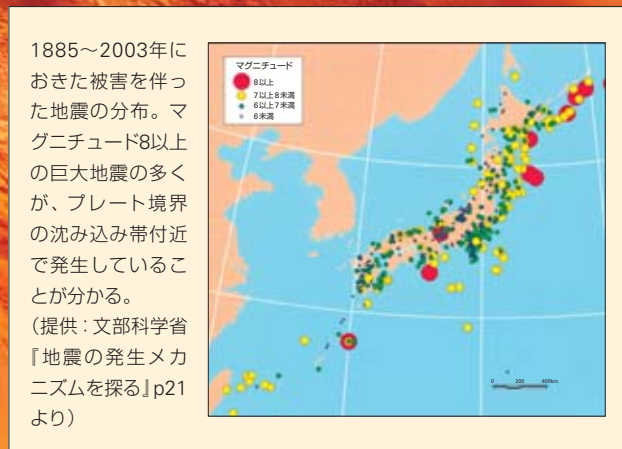 1885~2003年に
おきた被害を伴っ
た地震の分布。マ
グニチュード8以上
の巨大地震の多く
が、プレート境界
の沈み込み帯付近
で発生しているこ
とが分かる。
(提供:文部科学省
『地震の発生メカ
ニズムを探る』p21
より)
マグニチュード
8以上
7以上8未満
6以上7未満
6未満
0 200 400km